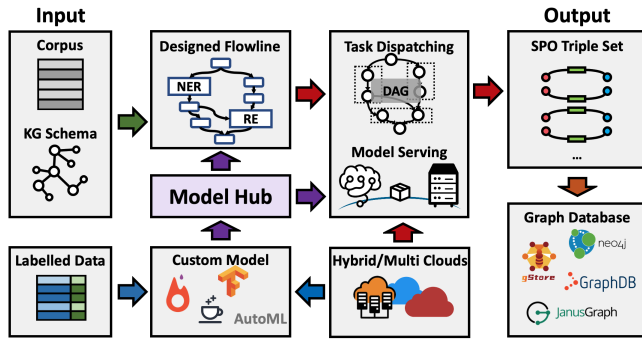 Input
Output
Corpus
KG Schema
Designed Flowline
NER
RE
Task Dispatching
DAG
Model Serving
SPO Triple Set
...
Model Hub
Labelled Data
Custom Model
AutoML
Hybrid/Multi Clouds
Graph Database
neo4j
gStore
GraphDB
JanusGraph